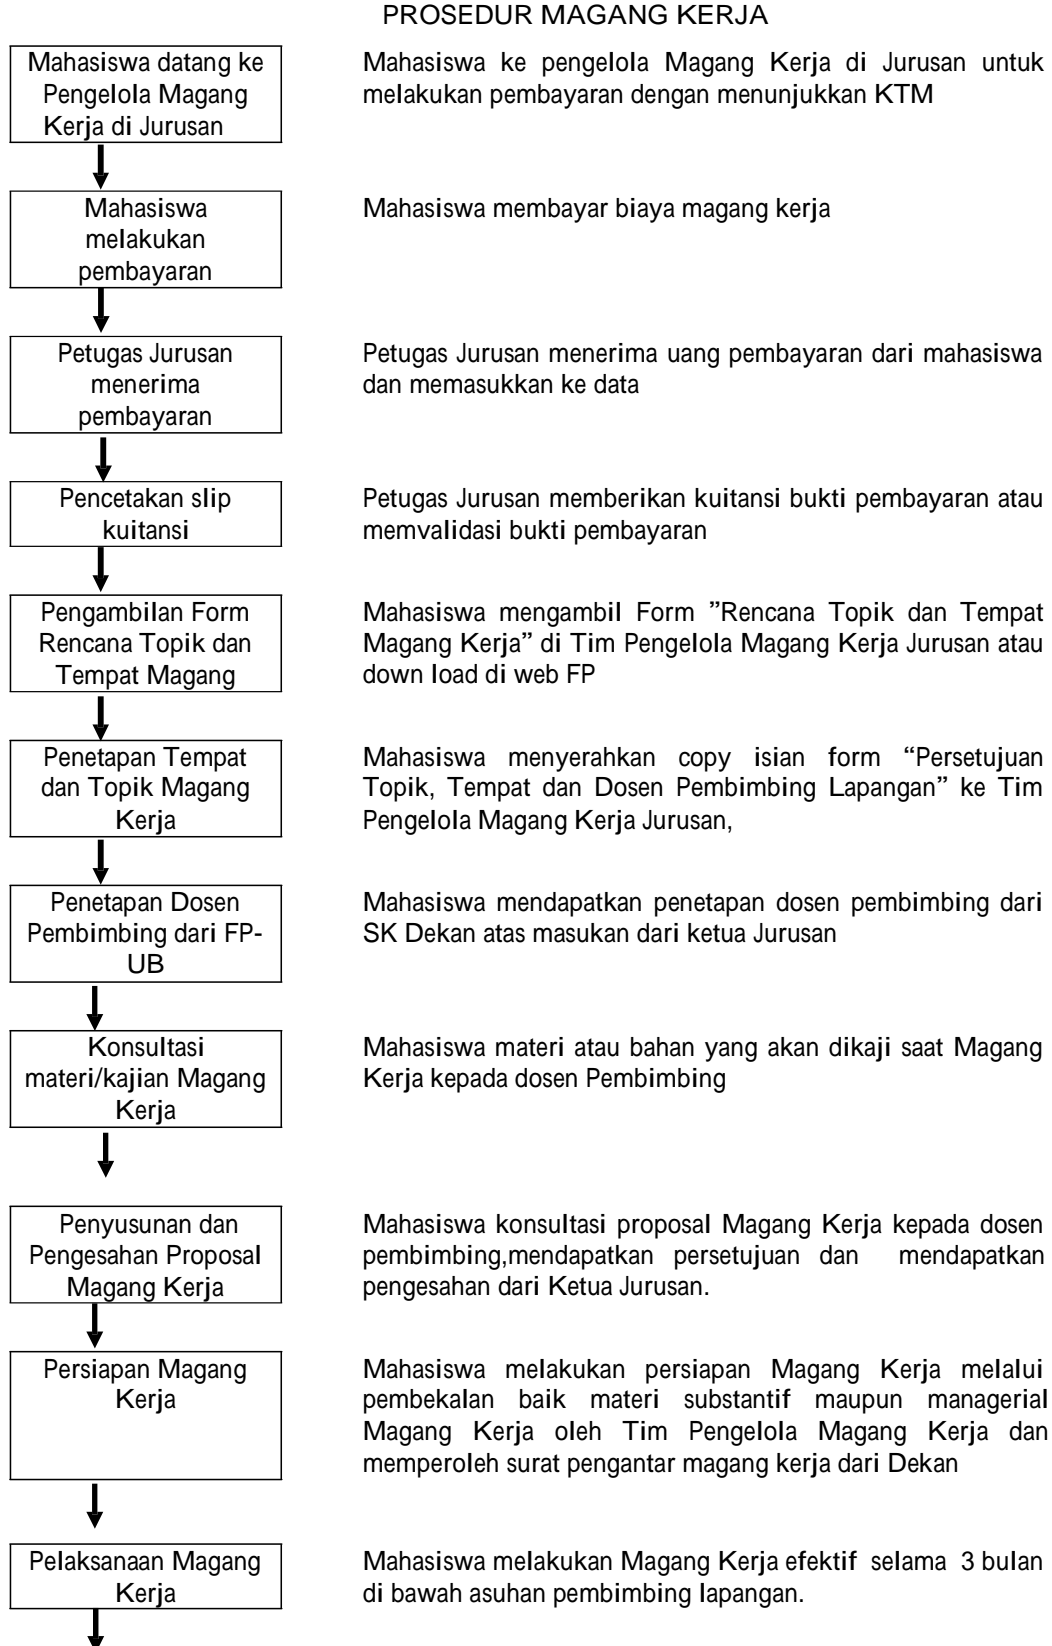 PROSEDUR MAGANG KERJA
Mahasiswa datang ke
Pengelola Magang
Kerja di Jurusan
Mahasiswa ke pengelola Magang Kerja di Jurusan untuk
melakukan pembayaran dengan menunjukkan KTM
Mahasiswa
melakukan
pembayaran
Mahasiswa membayar biaya magang kerja
Petugas Jurusan
menerima
pembayaran
Petugas Jurusan menerima uang pembayaran dari mahasiswa
dan memasukkan ke data
Pencetakan slip
kuitansi
Petugas Jurusan memberikan kuitansi bukti pembayaran atau
memvalidasi bukti pembayaran
Pengambilan Form
Rencana Topik dan
Tempat Magang
Mahasiswa mengambil Form ”Rencana Topik dan Tempat
Magang Kerja” di Tim Pengelola Magang Kerja Jurusan atau
down load di web FP
Penetapan Tempat
dan Topik Magang
Kerja
Mahasiswa menyerahkan copy isian form “Persetujuan
Topik, Tempat dan Dosen Pembimbing Lapangan” ke Tim
Pengelola Magang Kerja Jurusan,
Penetapan Dosen
Pembimbing dari FP-
UB
Mahasiswa mendapatkan penetapan dosen pembimbing dari
SK Dekan atas masukan dari ketua Jurusan
Konsultasi
materi/kajian Magang
Kerja
Mahasiswa materi atau bahan yang akan dikaji saat Magang
Kerja kepada dosen Pembimbing
Penyusunan dan
Pengesahan Proposal
Magang Kerja
Mahasiswa konsultasi proposal Magang Kerja kepada dosen
pembimbing,mendapatkan persetujuan dan mendapatkan
pengesahan dari Ketua Jurusan.
Persiapan Magang
Kerja
Mahasiswa melakukan persiapan Magang Kerja melalui
pembekalan baik materi substantif maupun managerial
Magang Kerja oleh Tim Pengelola Magang Kerja dan
memperoleh surat pengantar magang kerja dari Dekan
Pelaksanaan Magang
Kerja
Mahasiswa melakukan Magang Kerja efektif selama 3 bulan
di bawah asuhan pembimbing lapangan.